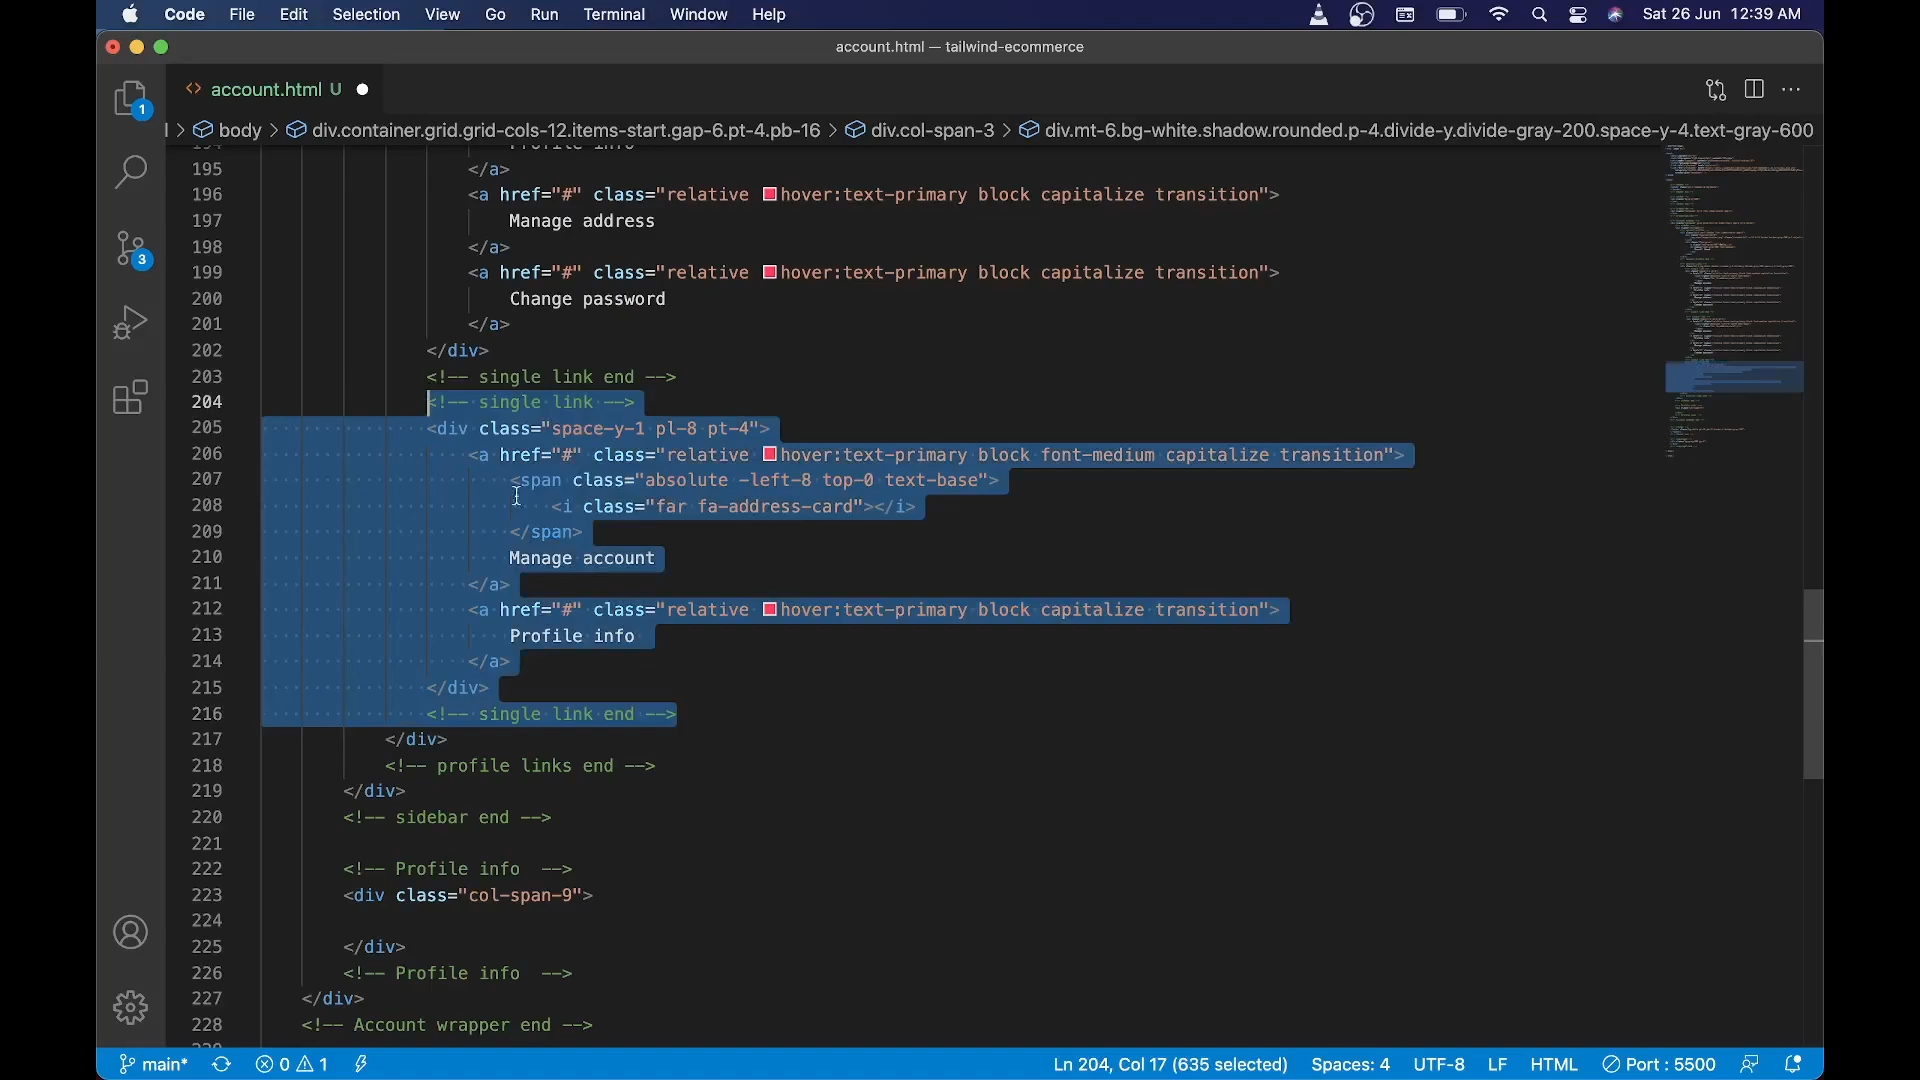 Code File Edit Selection View Go Run Terminal Window Help Sat 26 Jun 12:39 AM
account.html — tailwind-ecommerce
1
<> account.html U
body > div.container.grid.grid-cols-12.items-start.gap-6.pt-4.pb-16 > div.col-span-3 > div.mt-6.bg-white.shadow.rounded.p-4.divide-y.divide-gray-200.space-y-4.text-gray-600
194 Profile info
195 </a>
196 <a href="#" class="relative hover:text-primary block capitalize transition">
197 Manage address
198 </a>
199 <a href="#" class="relative hover:text-primary block capitalize transition">
200 Change password
201 </a>
202 </div>
203 <!-- single link end -->
204 <!-- single link -->
205 <div class="space-y-1 pl-8 pt-4">
206 <a href="#" class="relative hover:text-primary block font-medium capitalize transition">
207 <span class="absolute -left-8 top-0 text-base">
208 <i class="far fa-address-card"></i>
209 </span>
210 Manage account
211 </a>
212 <a href="#" class="relative hover:text-primary block capitalize transition">
213 Profile info
214 </a>
215 </div>
216 <!-- single link end -->
217 </div>
218 <!-- profile links end -->
219 </div>
220 <!-- sidebar end -->
221
222 <!-- Profile info -->
223 <div class="col-span-9">
224
225 </div>
226 <!-- Profile info -->
227 </div>
228 <!-- Account wrapper end -->
3
main* 0 1 Ln 204, Col 17 (635 selected) Spaces: 4 UTF-8 LF HTML Port : 5500